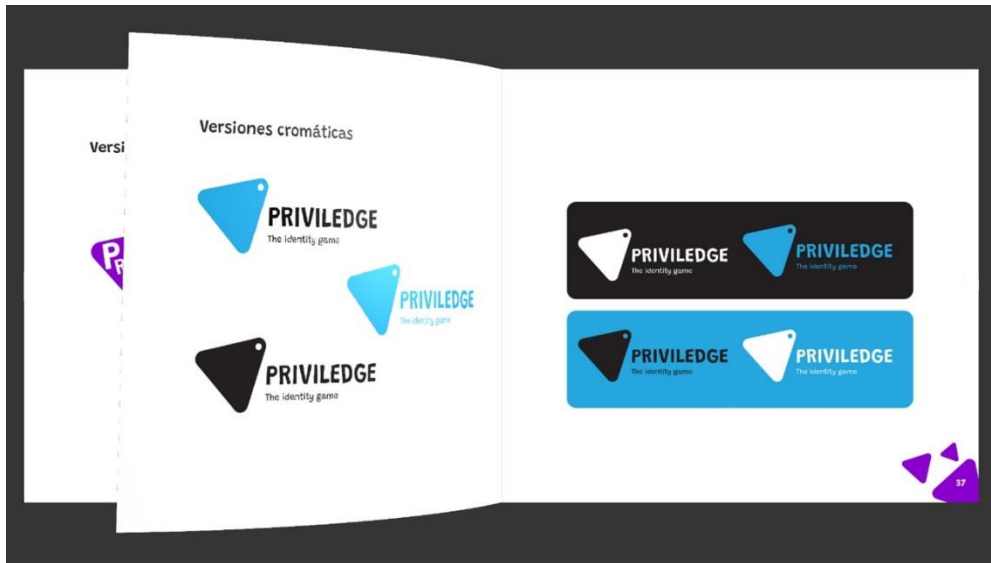 Versi
Versiones cromáticas
PRIVILEDGE
The identity game
PRIVILEDGE
The identity game
PRIVILEDGE
The identity game
PRIVILEDGE
The identity game
PRIVILEDGE
The identity game
PRIVILEDGE
The identity game
PRIVILEDGE
The identity game
37